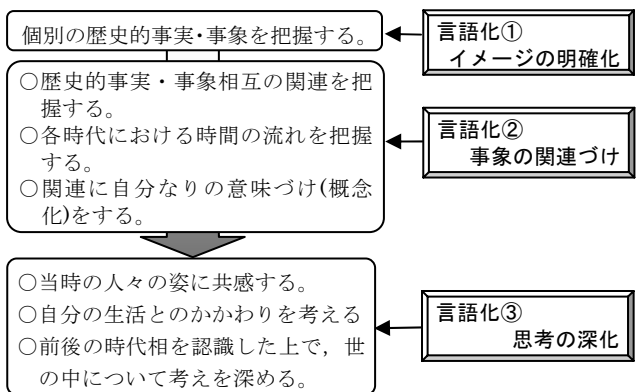 個別の歴史的事実・事象を把握する。
言語化①
イメージの明確化
○歴史的事実・事象相互の関連を把
握する。
○各時代における時間の流れを把握
する。
○関連に自分なりの意味づけ(概念
化)をする。
言語化②
事象の関連づけ
○当時の人々の姿に共感する。
○自分の生活とのかかわりを考える
○前後の時代相を認識した上で，世
の中について考えを深める。
言語化③
思考の深化